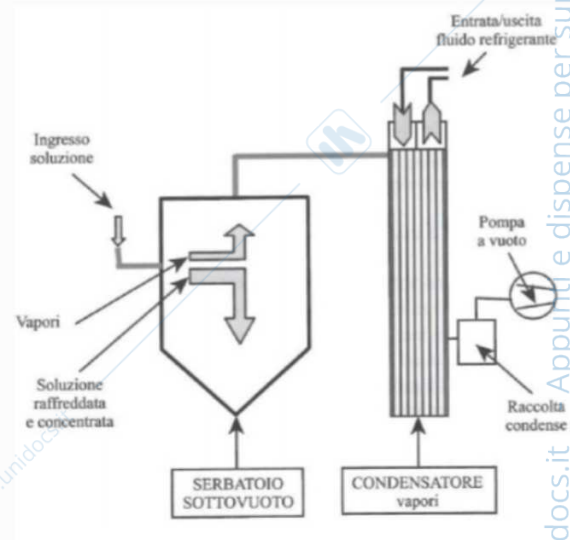 Entrata/uscita
fluido refrigerante
Ingresso
soluzione
Pompa
a vuoto
Vapori
Soluzione
raffreddata
e concentrata
Raccolta
condense
SERBATOIO
SOTTOVUOTO
CONDENSATORE
vapori
docs.it Appunti e dispense per
.unidocs